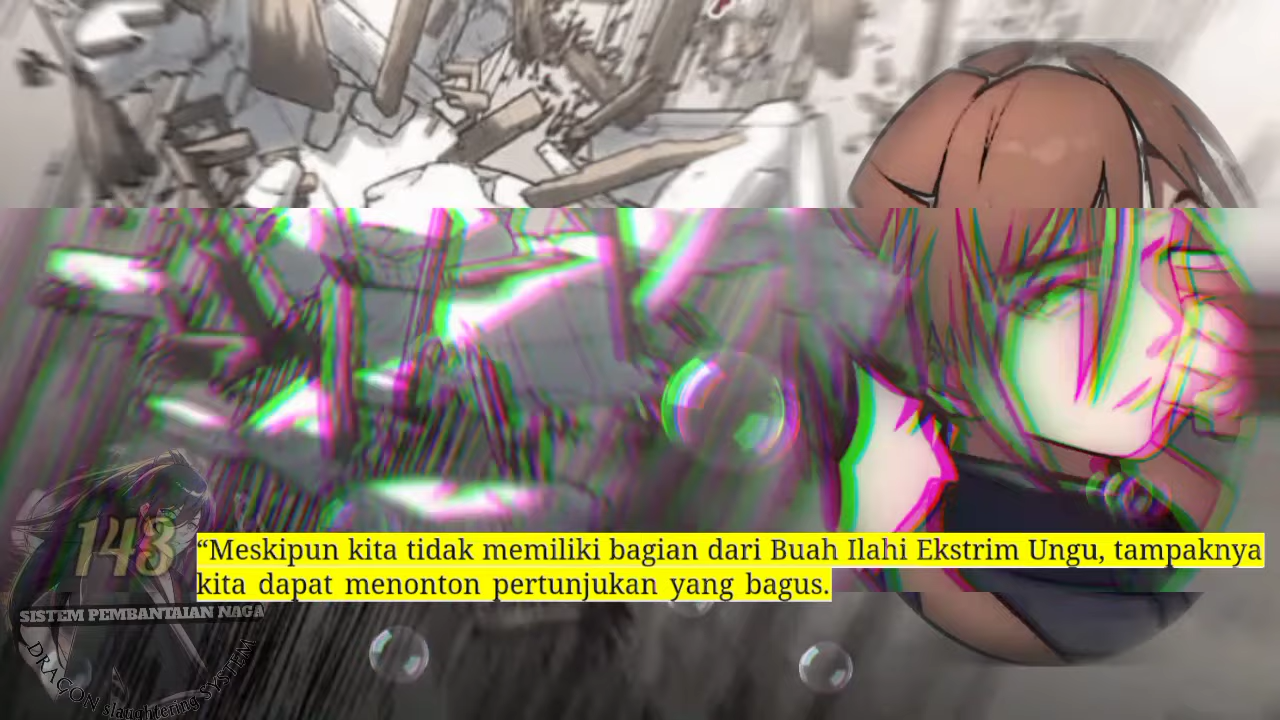 143
“Meskipun kita tidak memiliki bagian dari Buah Ilahi Ekstrim Ungu, tampaknya
kita dapat menonton pertunjukan yang bagus.
SISTEM PEMBANTAIAN NAGA
DRAGON slaughtering SYSTEM